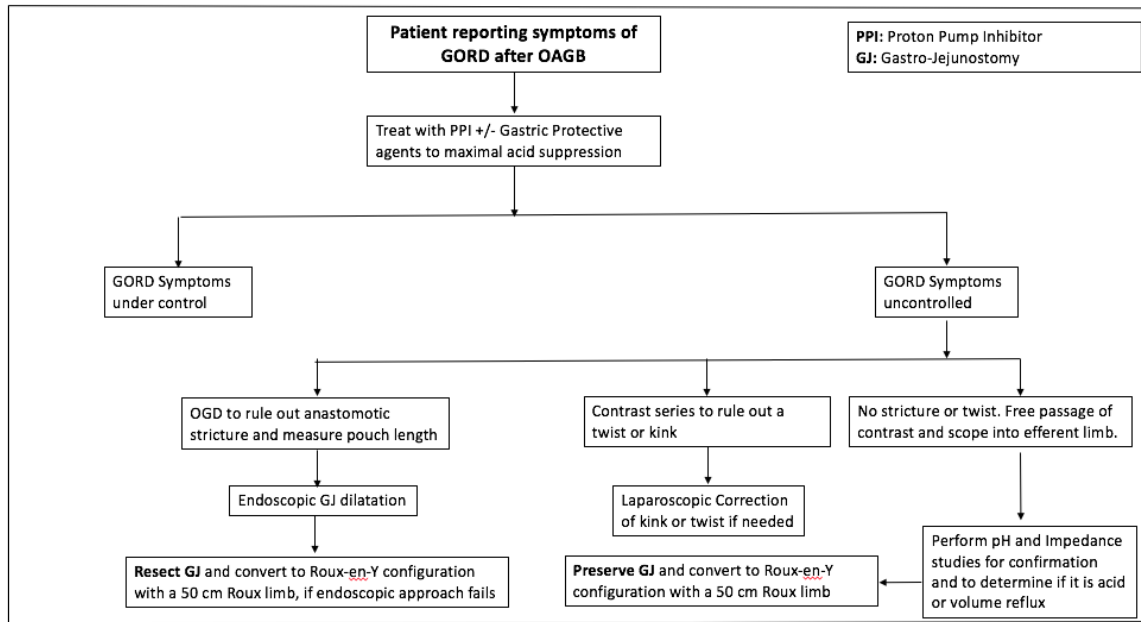 Patient reporting symptoms of
GORD after OAGB
PPI: Proton Pump Inhibitor
GJ: Gastro-Jejunostomy
Treat with PPI +/- Gastric Protective
agents to maximal acid suppression
GORD Symptoms
under control
GORD Symptoms
uncontrolled
OGD to rule out anastomotic
stricture and measure pouch length
Contrast series to rule out a
twist or kink
No stricture or twist. Free passage of
contrast and scope into efferent limb.
Endoscopic GJ dilatation
Laparoscopic Correction
of kink or twist if needed
Perform pH and Impedance
studies for confirmation
and to determine if it is acid
or volume reflux
Resect GJ and convert to Roux-en-Y configuration
with a 50 cm Roux limb, if endoscopic approach fails
Preserve GJ and convert to Roux-en-Y
configuration with a 50 cm Roux limb